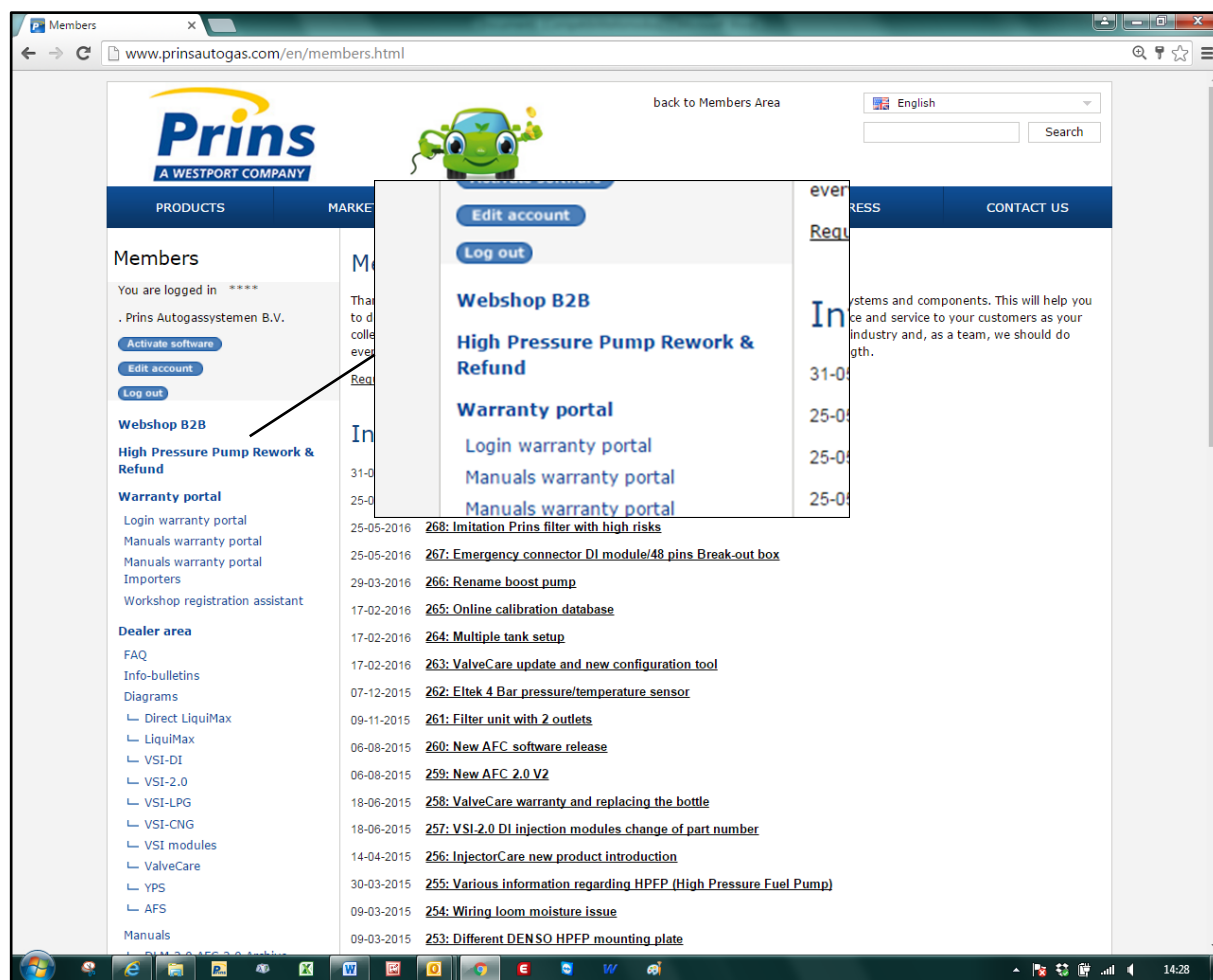 Members
www.prinsautogas.com/en/members.html
Prins
A WESTPORT COMPANY
back to Members Area
English
Search
PRODUCTS
MARKE
RESS
CONTACT US
Members
You are logged in ****
. Prins Autogassystemen B.V.
Activate software
Edit account
Log out
Webshop B2B
High Pressure Pump Rework &
Refund
Warranty portal
Login warranty portal
Manuals warranty portal
Manuals warranty portal
Importers
Workshop registration assistant
Dealer area
FAQ
Info-bulletins
Diagrams
Direct LiquiMax
LiquiMax
VSI-DI
VSI-2.0
VSI-LPG
VSI-CNG
VSI modules
ValveCare
YPS
AFS
Manuals
Edit account
Log out
Webshop B2B
High Pressure Pump Rework &
Refund
Warranty portal
Login warranty portal
Manuals warranty portal
Manuals warranty portal
ever
Requ
In
31-05
25-05
25-05
25-05
Me
Than
to d
colle
ever
Requ
ystems and components. This will help you
ce and service to your customers as your
industry and, as a team, we should do
gth.
In
31-0
25-0
25-05-2016 268: Imitation Prins filter with high risks
25-05-2016 267: Emergency connector DI module/48 pins Break-out box
29-03-2016 266: Rename boost pump
17-02-2016 265: Online calibration database
17-02-2016 264: Multiple tank setup
17-02-2016 263: ValveCare update and new configuration tool
07-12-2015 262: Eltek 4 Bar pressure/temperature sensor
09-11-2015 261: Filter unit with 2 outlets
06-08-2015 260: New AFC software release
06-08-2015 259: New AFC 2.0 V2
18-06-2015 258: ValveCare warranty and replacing the bottle
18-06-2015 257: VSI-2.0 DI injection modules change of part number
14-04-2015 256: InjectorCare new product introduction
30-03-2015 255: Various information regarding HPFP (High Pressure Fuel Pump)
09-03-2015 254: Wiring loom moisture issue
09-03-2015 253: Different DENSO HPFP mounting plate
14:28